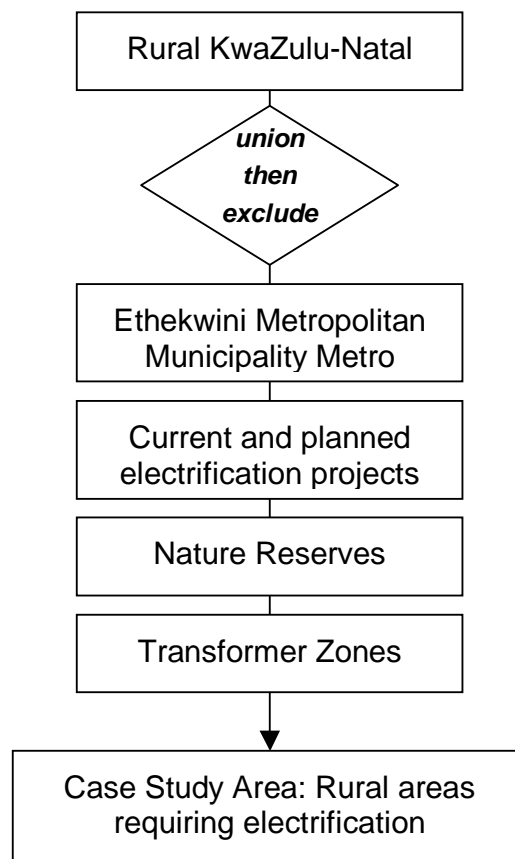 Rural KwaZulu-Natal
union
then
exclude
Ethekwini Metropolitan
Municipality Metro
Current and planned
electrification projects
Nature Reserves
Transformer Zones
Case Study Area: Rural areas
requiring electrification